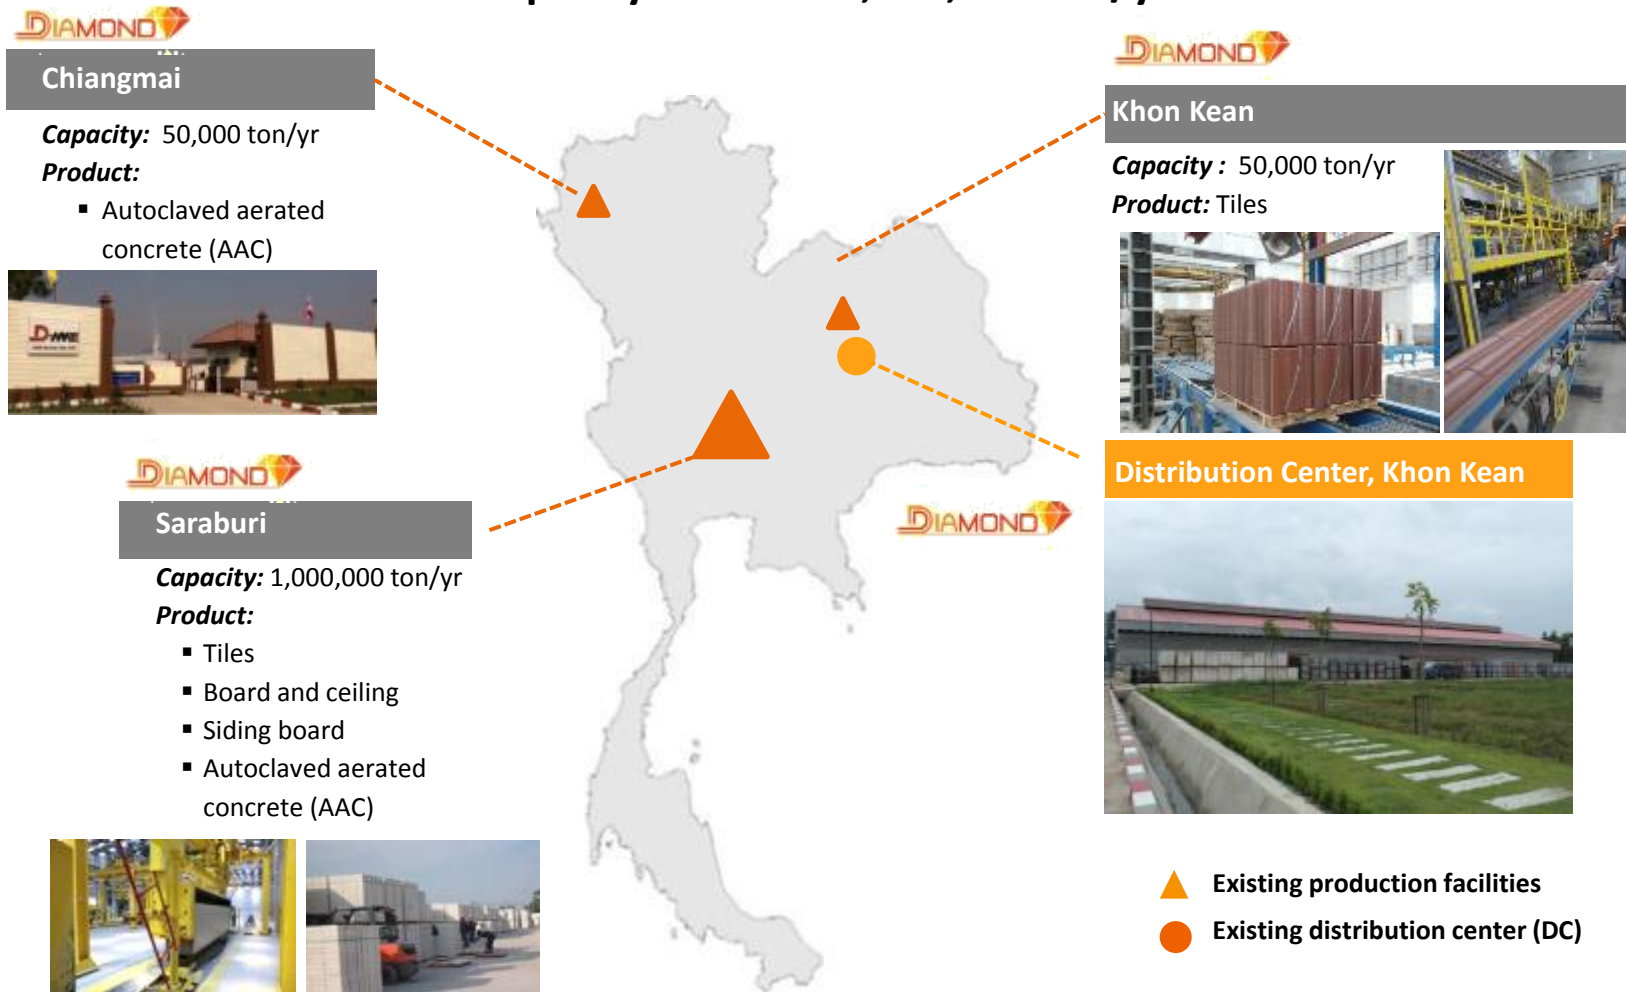 DIAMOND
Chiangmai
Capacity: 50,000 ton/yr
Product:
▪ Autoclaved aerated
concrete (AAC)
DIAMOND
Saraburi
Capacity: 1,000,000 ton/yr
Product:
▪ Tiles
▪ Board and ceiling
▪ Siding board
▪ Autoclaved aerated
concrete (AAC)
DIAMOND
Khon Kean
Capacity : 50,000 ton/yr
Product: Tiles
Distribution Center, Khon Kean
DIAMOND
Existing production facilities
Existing distribution center (DC)